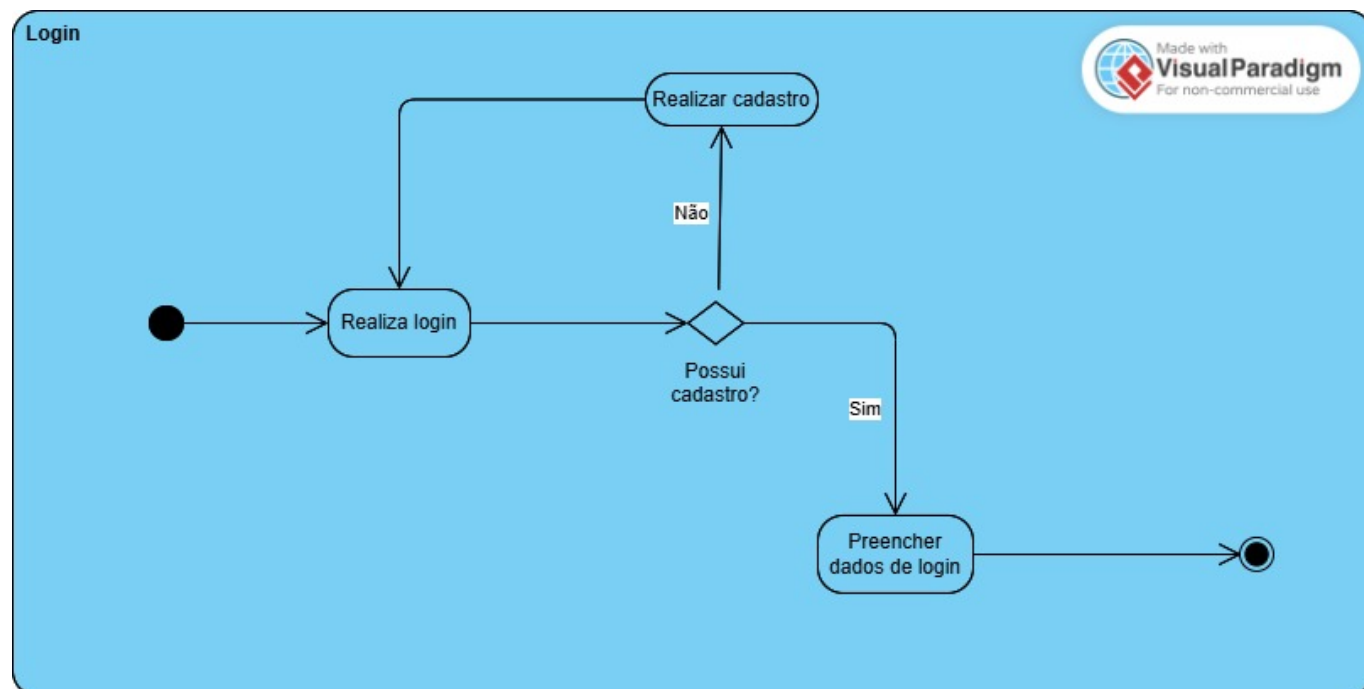 Login
Made with
Visual Paradigm
For non-commercial use
Realizar cadastro
Não
Realiza login
Possui
cadastro?
Sim
Preencher
dados de login